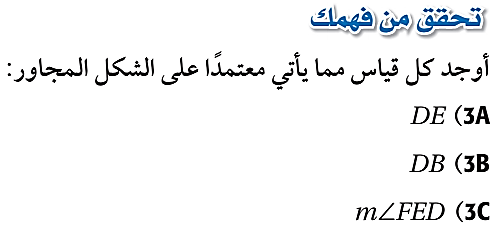 تحقق من فهمك
أوجد كل قياس مما يأتي معتمدًا على الشكل المجاور:
DE (3A
DB (3B
m∠FED (3C